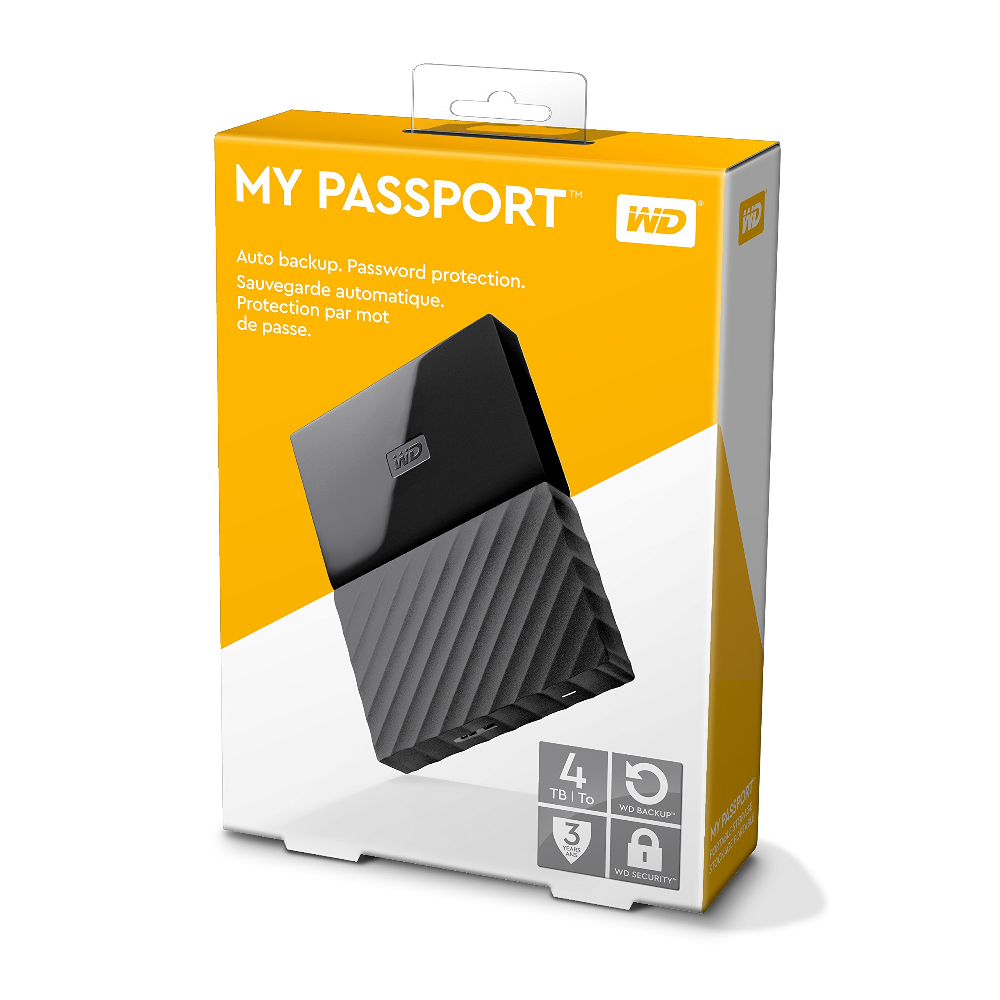 MY PASSPORT™
WD®
Auto backup. Password protection.
Sauvegarde automatique.
Protection par mot
de passe.
WD
4
TB | To
WD BACKUP™
3
YEARS
ANS
WD SECURITY™
WD®
MY PASSPORT™
PORTABLE STORAGE
STOCKAGE PORTABLE